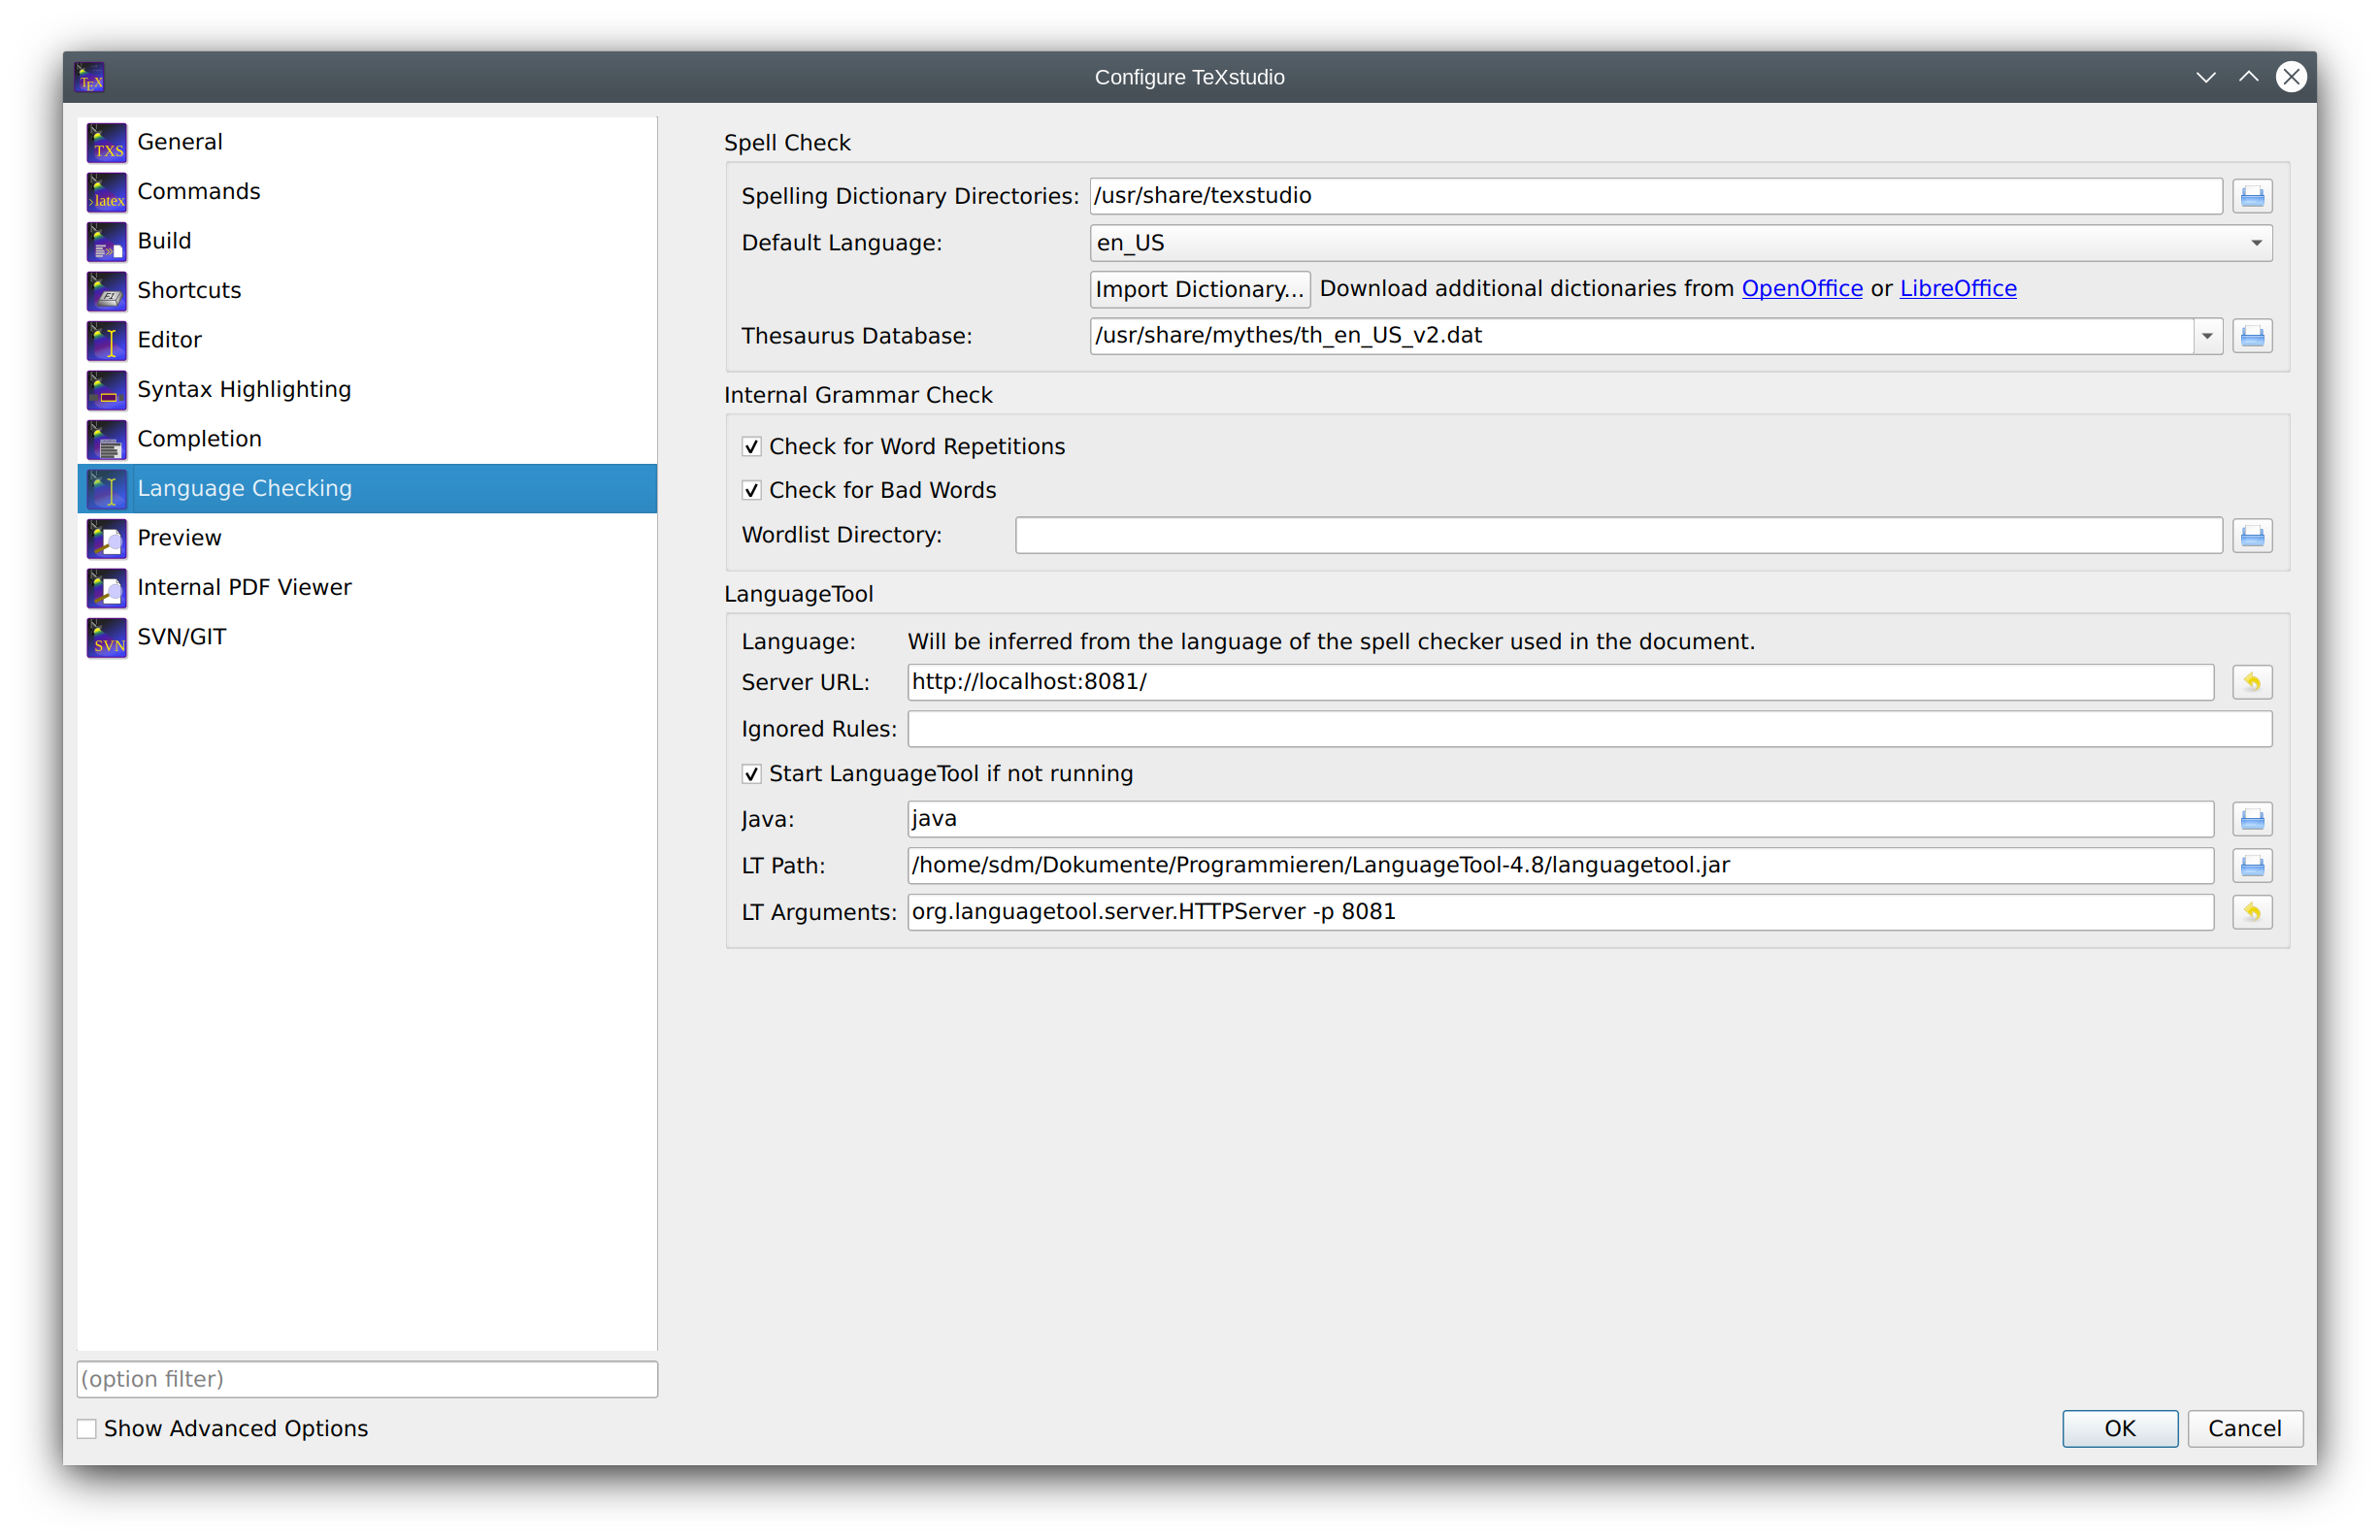 Configure TeXstudio
General
Commands
Build
Shortcuts
Editor
Syntax Highlighting
Completion
Language Checking
Preview
Internal PDF Viewer
SVN/GIT
(option filter)
Show Advanced Options
Spell Check
Spelling Dictionary Directories: /usr/share/texstudio
Default Language: en_US
Import Dictionary... Download additional dictionaries from OpenOffice or LibreOffice
Thesaurus Database: /usr/share/mythes/th_en_US_v2.dat
Internal Grammar Check
Check for Word Repetitions
Check for Bad Words
Wordlist Directory:
LanguageTool
Language: Will be inferred from the language of the spell checker used in the document.
Server URL: http://localhost:8081/
Ignored Rules:
Start LanguageTool if not running
Java: java
LT Path: /home/sdm/Dokumente/Programmieren/LanguageTool-4.8/languagetool.jar
LT Arguments: org.languagetool.server.HTTPServer -p 8081
OK Cancel